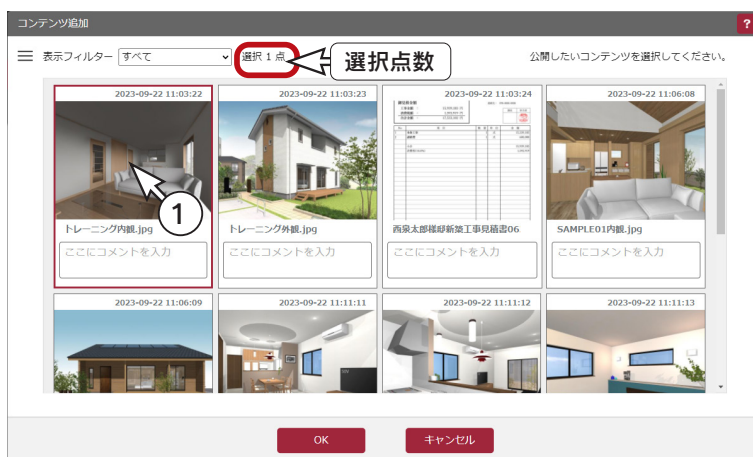 コンテンツ追加
?
表示フィルター すべて 選択 1 点 選択点数 公開したいコンテンツを選択してください。
2023-09-22 11:03:22
2023-09-22 11:03:23
2023-09-22 11:03:24
2023-09-22 11:06:08
1
トレーニング内観.jpg
トレーニング外観.jpg
西泉太郎様邸新築工事見積書06
SAMPLE01内観.jpg
ここにコメントを入力
ここにコメントを入力
ここにコメントを入力
ここにコメントを入力
2023-09-22 11:06:09
2023-09-22 11:11:11
2023-09-22 11:11:12
2023-09-22 11:11:13
OK
キャンセル